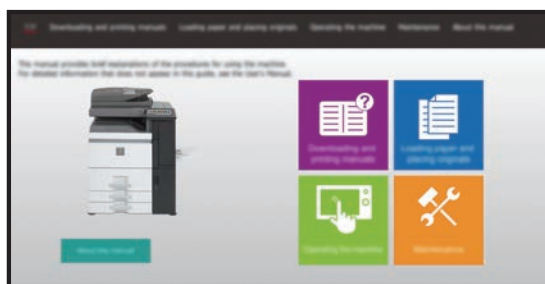 Downloading and printing manuals Loading paper and placing originals Operating the machine Maintenance About this manual
The manual provides brief explanations of the procedures for using the machine.
For detailed information that does not appear in this guide, see the User's Manual.
?
Downloading and
printing manuals
Loading paper and
placing originals
Operating the machine
Maintenance
About this manual